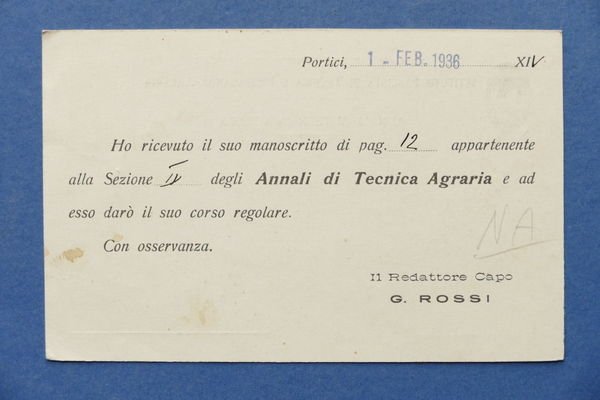 Portici, 1 - FEB. 1936 XIV
Ho ricevuto il suo manoscritto di pag. 12 appartenente
alla Sezione IV degli Annali di Tecnica Agraria e ad
esso darò il suo corso regolare.
Con osservanza.
NA
Il Redattore Capo
G. ROSSI